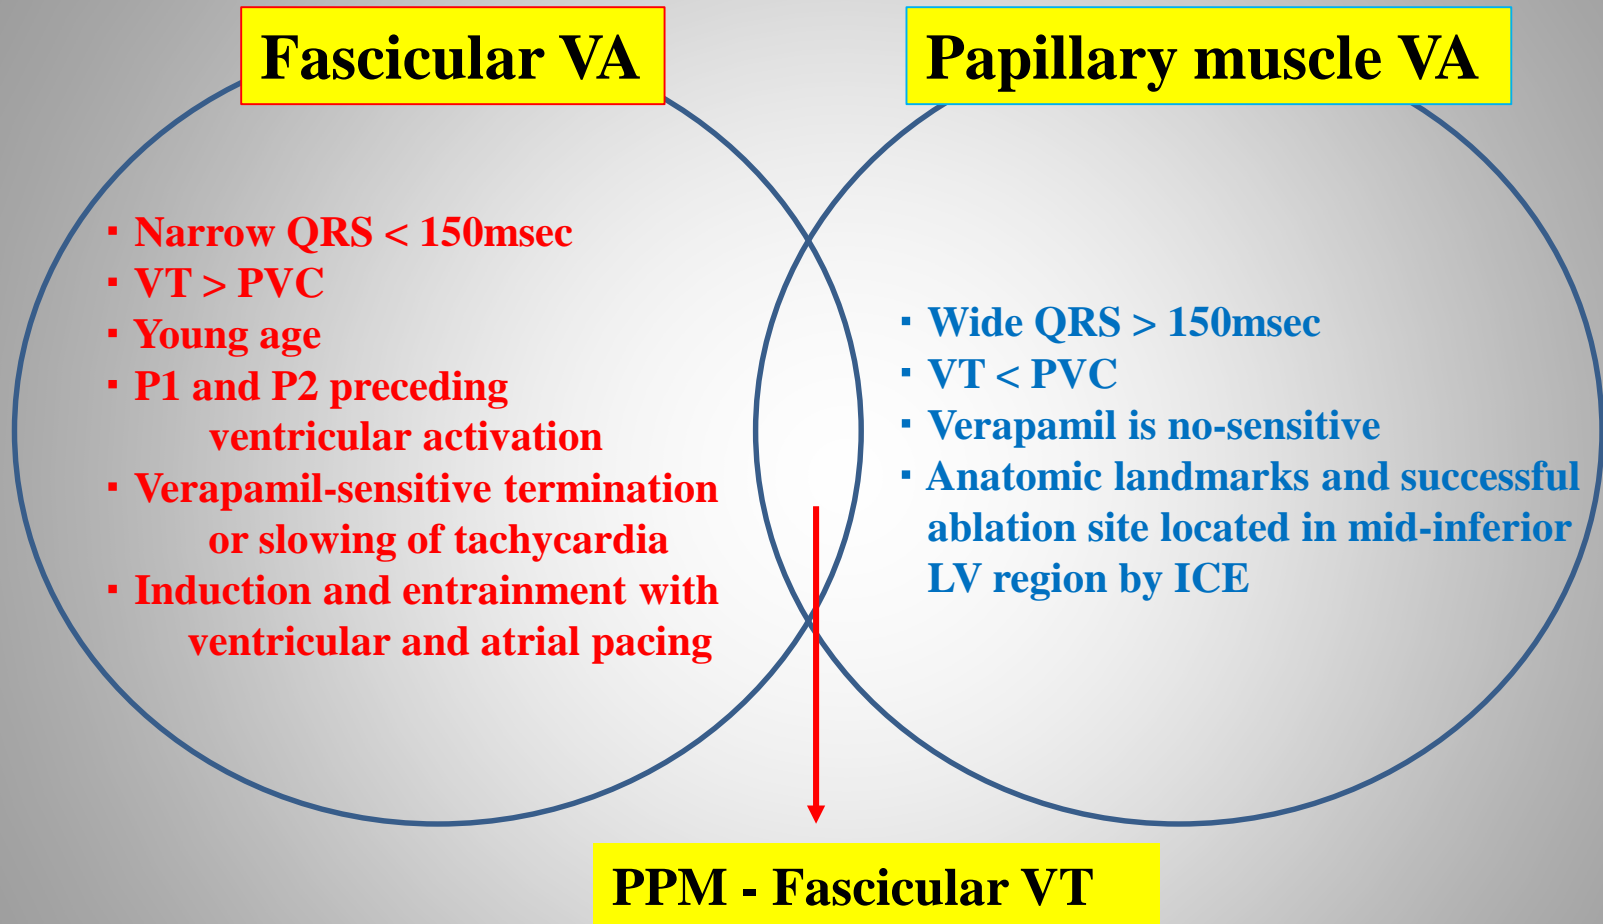 Fascicular VA
Papillary muscle VA
▪ Narrow QRS < 150msec
▪ VT > PVC
▪ Young age
▪ P1 and P2 preceding
ventricular activation
▪ Verapamil-sensitive termination
or slowing of tachycardia
▪ Induction and entrainment with
ventricular and atrial pacing
▪ Wide QRS > 150msec
▪ VT < PVC
▪ Verapamil is no-sensitive
▪ Anatomic landmarks and successful
ablation site located in mid-inferior
LV region by ICE
PPM - Fascicular VT